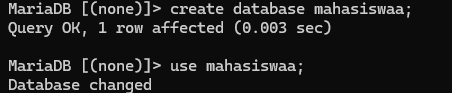 MariaDB [(none)]> create database mahasiswaa;
Query OK, 1 row affected (0.003 sec)
MariaDB [(none)]> use mahasiswaa;
Database changed